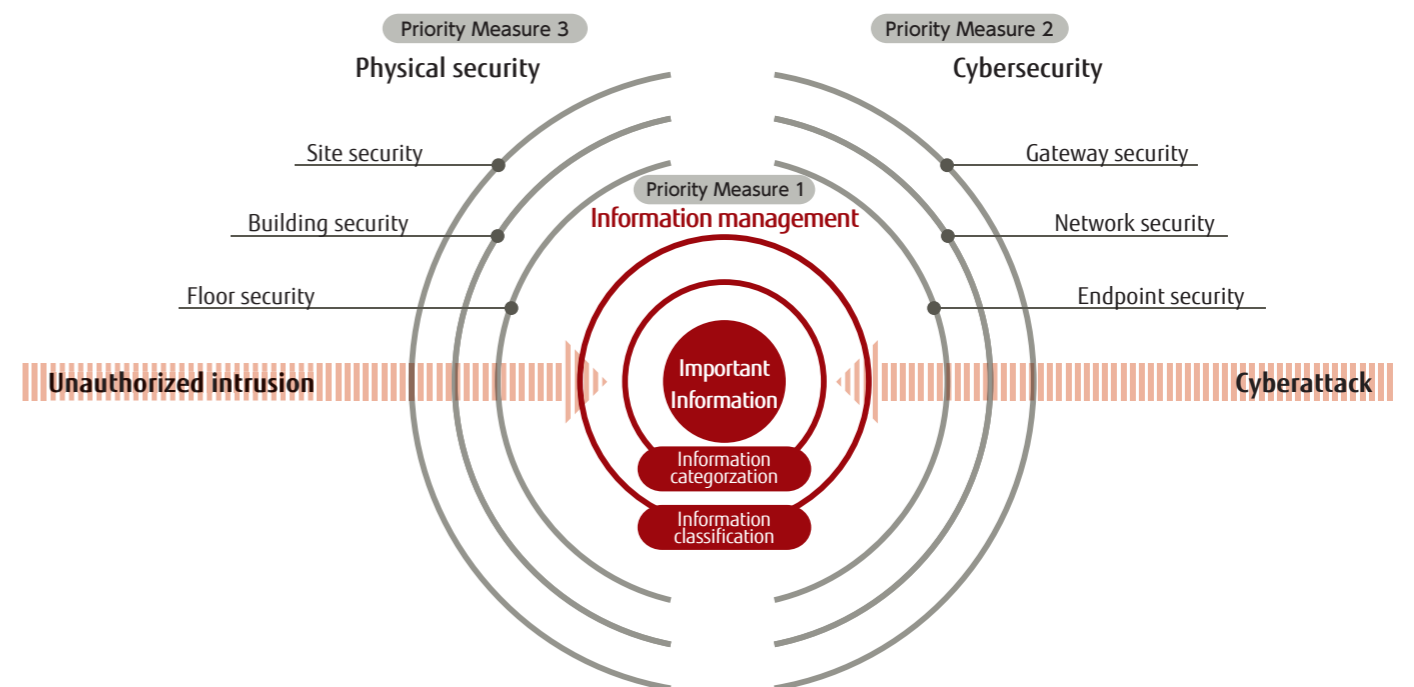 Priority Measure 3
Physical security
Priority Measure 2
Cybersecurity
Site security
Building security
Floor security
Gateway security
Network security
Endpoint security
Priority Measure 1
Information management
Unauthorized intrusion
Important
Information
Cyberattack
Information
categorzation
Information
classification